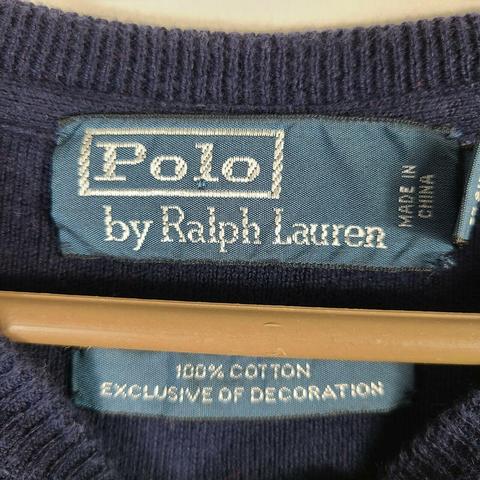 Polo
by Ralph Lauren
MADE IN
CHINA
100% COTTON
EXCLUSIVE OF DECORATION